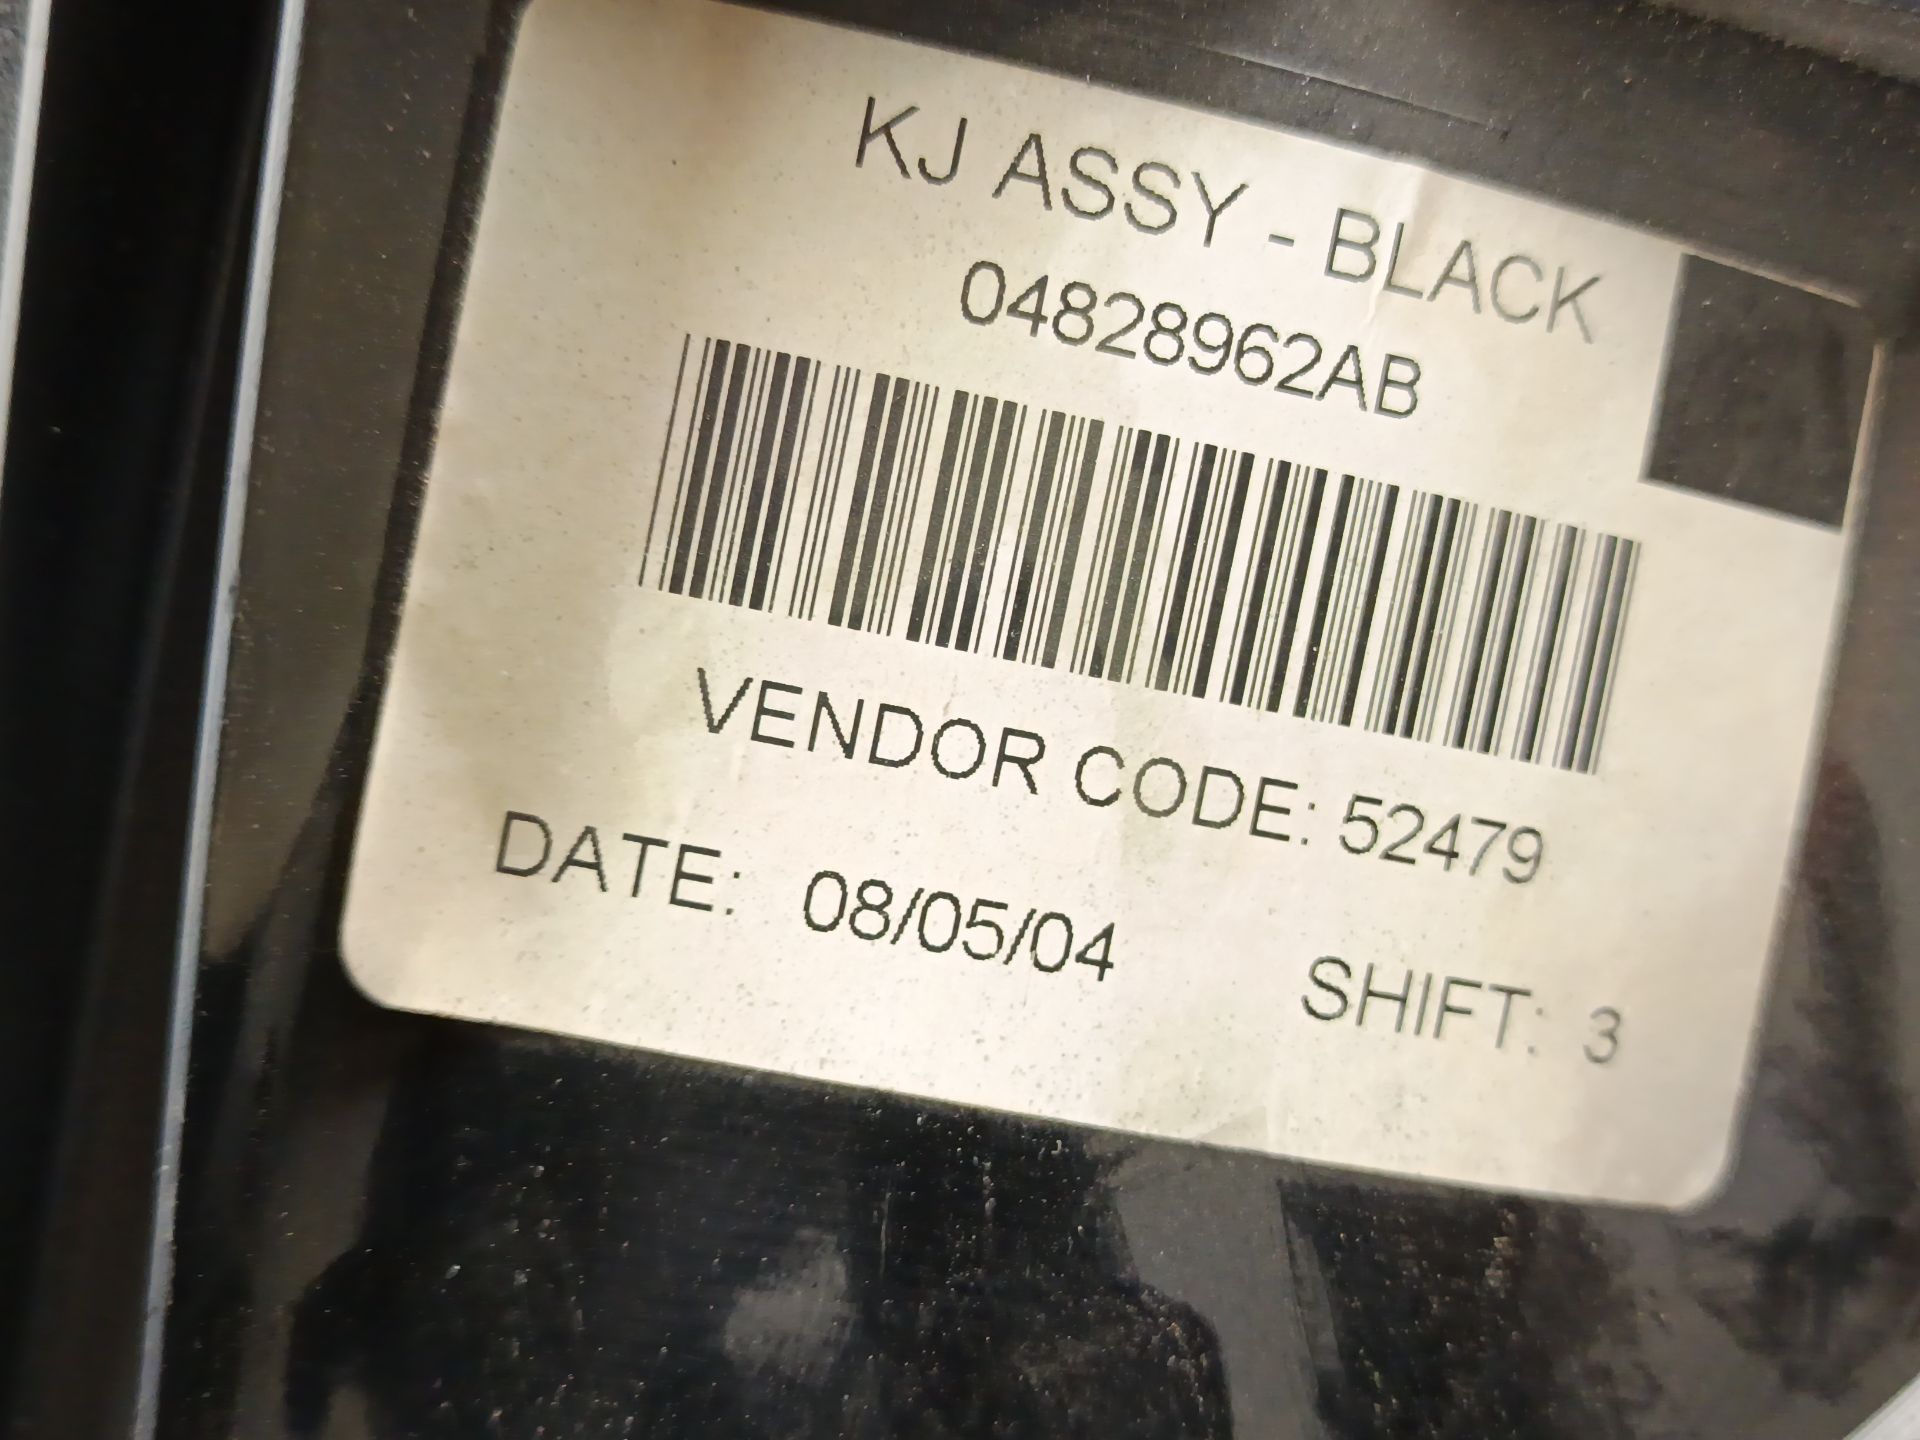 KJ ASSY - BLACK
04828962AB
VENDOR CODE: 52479
DATE: 08/05/04 SHIFT: 3